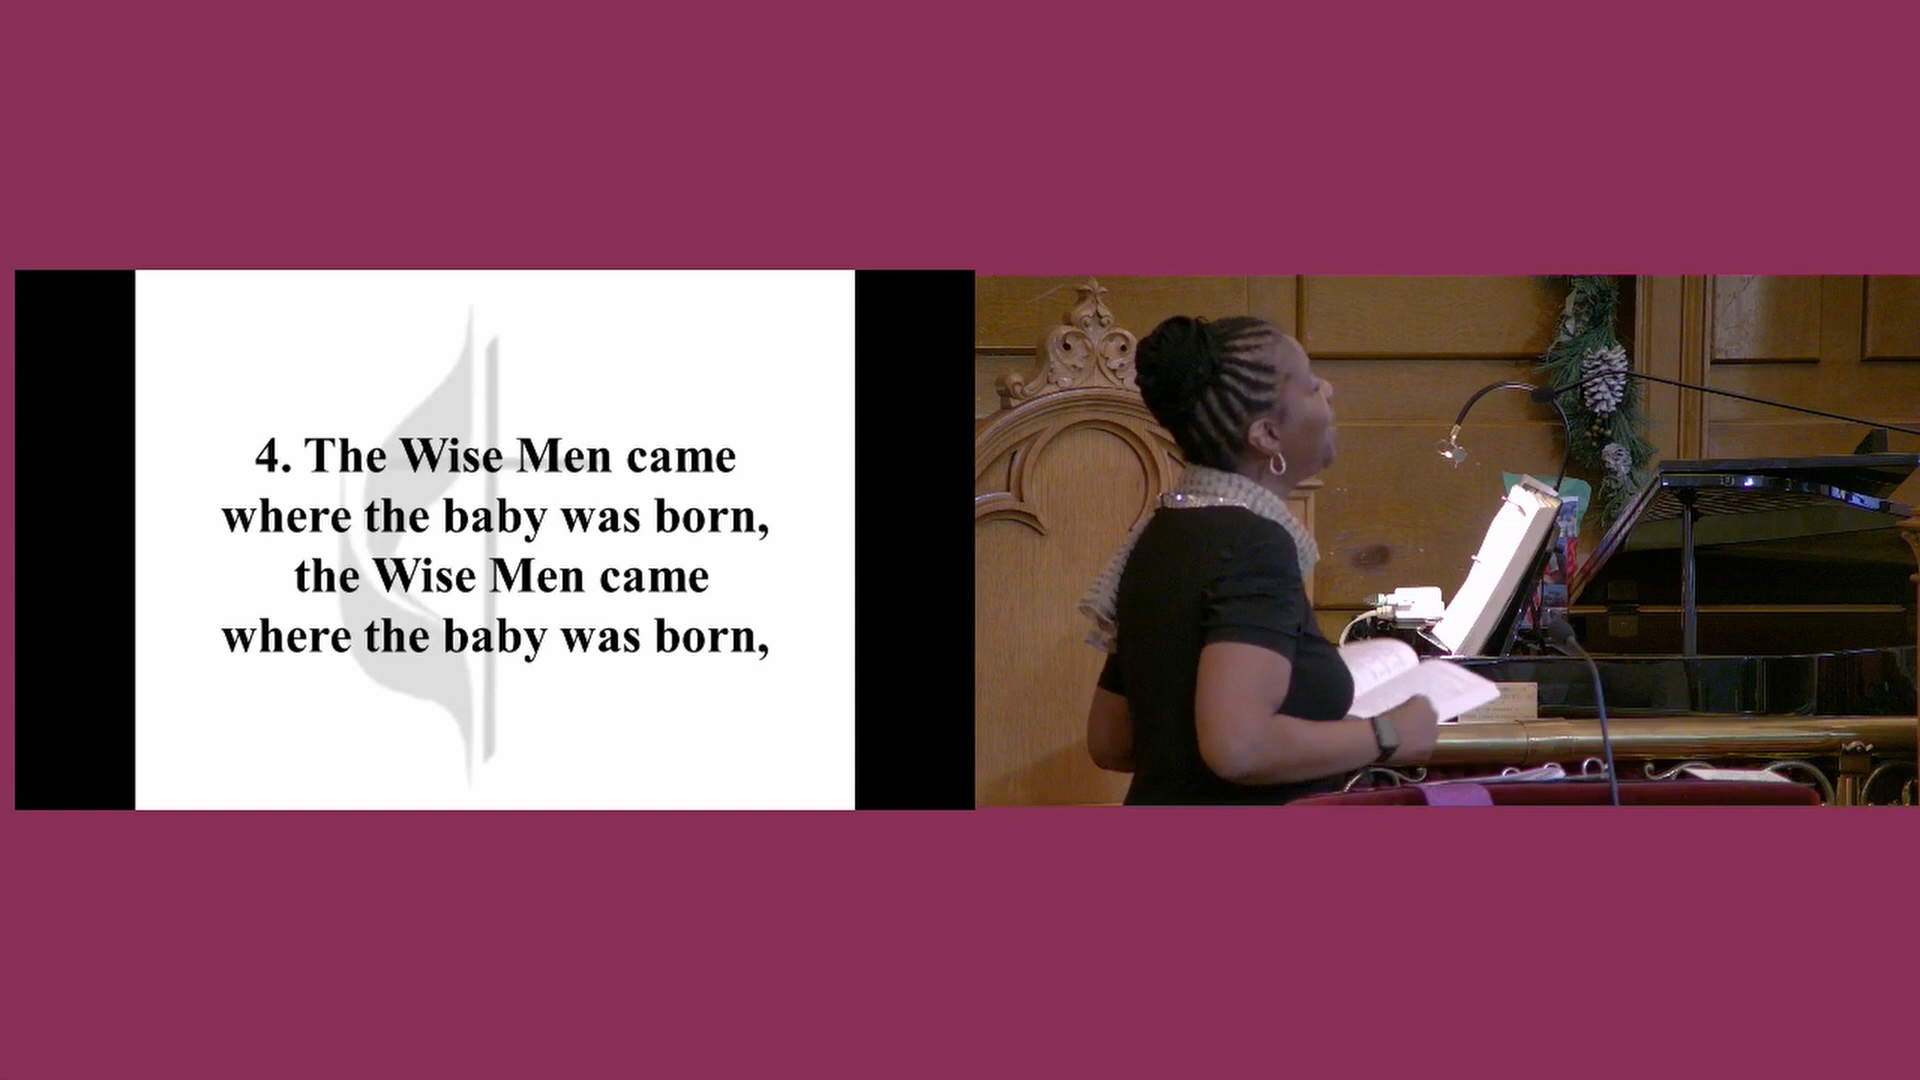 4. The Wise Men came
where the baby was born,
the Wise Men came
where the baby was born,